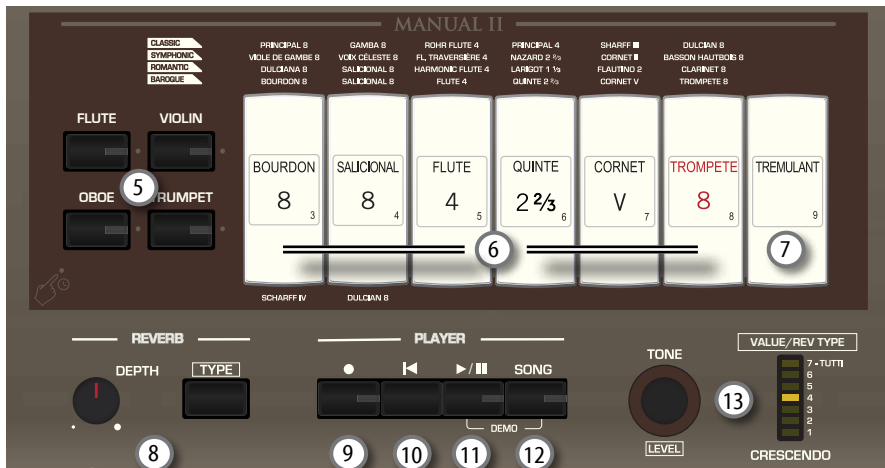 MANUAL II
CLASSIC
SYMPHONIC
ROMANTIC
BAROQUE
PRINCIPAL 8 GAMBA 8 ROHR FLUTE 4 PRINCIPAL 4 SHARFF III DULCIAN 8
VIOLE DE GAMBE 8 VOIX CÉLESTE 8 FL, TRAVERSIÈRE 4 NAZARD 2 ⅔ CORNET II BASSON HAUTBOIS 8
DULCIANA 8 SALICIONAL 8 HARMONIC FLUTE 4 LARIGOT 1 ⅓ FLAUTINO 2 CLARINET 8
BOURDON 8 SALICIONAL 8 FLUTE 4 QUINTE 2 ⅔ CORNET V TROMPETE 8
FLUTE VIOLIN
5
OBOE TRUMPET
BOURDON SALICIONAL FLUTE QUINTE CORNET TROMPETE TREMULANT
8 8 4 2 ⅔ V 8
3 4 5 6 7 8 9
6 7
SCHARFF IV DULCIAN 8
REVERB PLAYER
DEPTH TYPE
SONG
DEMO
TONE
LEVEL
VALUE/REV TYPE
7 - TUTTI
6
5
4
3
2
1
CRESCENDO
8 9 10 11 12 13